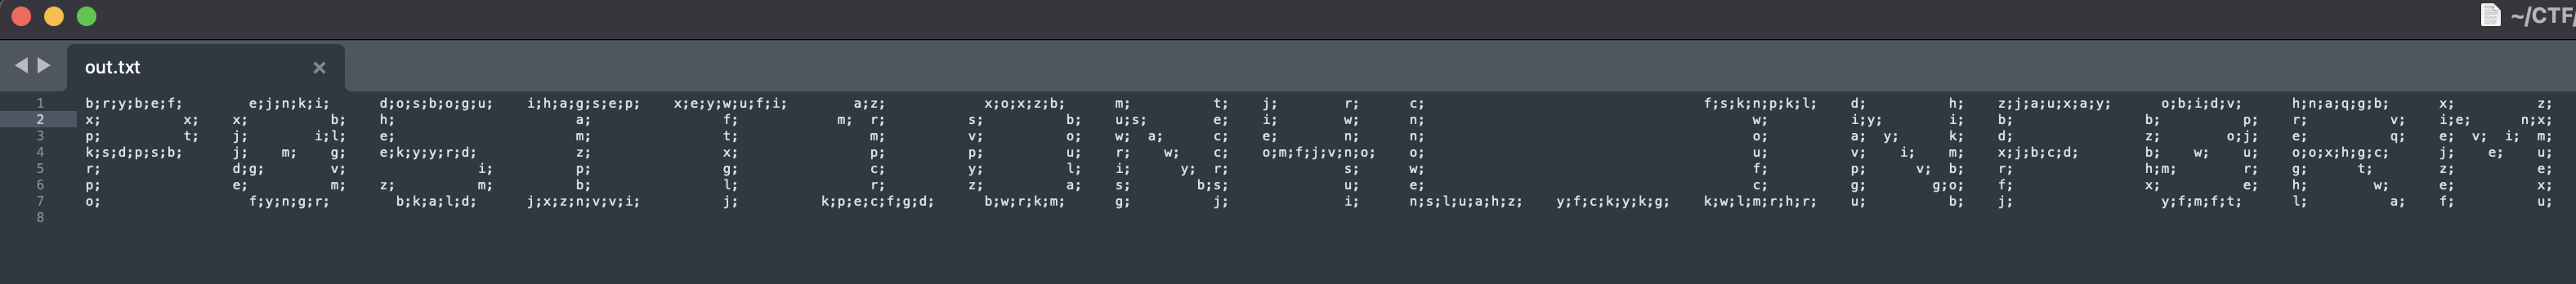 ~/CTF/
out.txt
1 b;r;y;b;e;f; e;j;n;k;i; d;o;s;b;o;g;u; i;h;a;g;s;e;p; x;e;y;w;u;f;i; a;z; x;o;x;z;b; m; t; j; r; c; f;s;k;n;p;k;l; d; h; z;j;a;u;x;a;y; o;b;i;d;v; h;n;a;q;g;b; x; z;
2 x; x; x; b; h; a; f; m; r; s; b; u;s; e; i; w; n; w; i;y; i; b; b; p; r; v; i;e; n;x;
3 p; t; j; i;l; e; m; t; m; v; o; w; a; c; e; n; n; o; a; y; k; d; z; o;j; e; q; e; v; i; m;
4 k;s;d;p;s;b; j; m; g; e;k;y;y;r;d; z; x; p; p; u; r; w; c; o;m;f;j;v;n;o; o; u; v; i; m; x;j;b;c;d; b; w; u; o;o;x;h;g;c; j; e; u;
5 r; d;g; v; i; p; g; c; y; l; i; y; r; s; w; f; p; v; b; r; h;m; r; g; t; z; e;
6 p; e; m; z; m; b; l; r; z; a; s; b;s; u; e; c; g; g;o; f; x; e; h; w; e; x;
7 o; f;y;n;g;r; b;k;a;l;d; j;x;z;n;v;v;i; j; k;p;e;c;f;g;d; b;w;r;k;m; g; j; i; n;s;l;u;a;h;z; y;f;c;k;y;k;g; k;w;l;m;r;h;r; u; b; j; y;f;m;f;t; l; a; f; u;
8